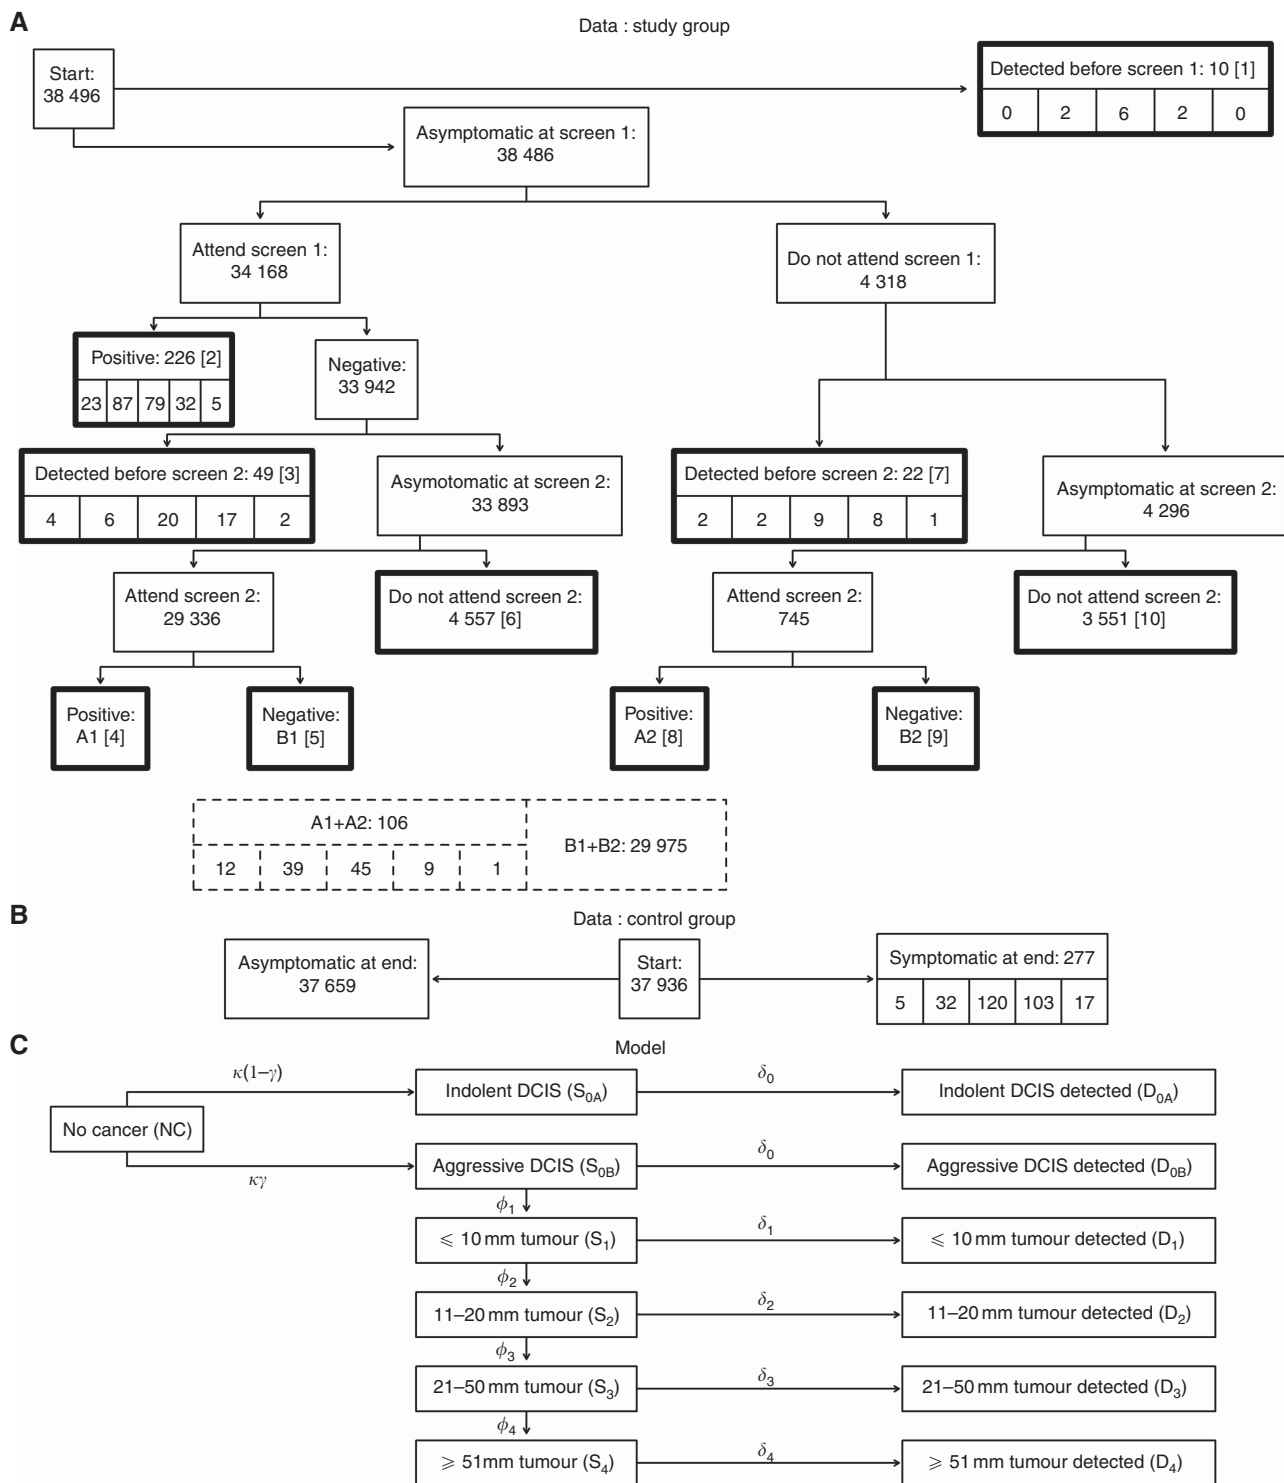 A
Data : study group
Start:
38 496
Detected before screen 1: 10 [1]
0 2 6 2 0
Asymptomatic at screen 1:
38 486
Attend screen 1:
34 168
Do not attend screen 1:
4 318
Positive: 226 [2]
23 87 79 32 5
Negative:
33 942
Detected before screen 2: 49 [3]
4 6 20 17 2
Asymotomatic at screen 2:
33 893
Detected before screen 2: 22 [7]
2 2 9 8 1
Asymptomatic at screen 2:
4 296
Attend screen 2:
29 336
Do not attend screen 2:
4 557 [6]
Attend screen 2:
745
Do not attend screen 2:
3 551 [10]
Positive:
A1 [4]
Negative:
B1 [5]
Positive:
A2 [8]
Negative:
B2 [9]
A1+A2: 106
12 39 45 9 1
B1+B2: 29 975
B
Data : control group
Asymptomatic at end:
37 659
Start:
37 936
Symptomatic at end: 277
5 32 120 103 17
C
Model
No cancer (NC)
κ(1−γ)
Indolent DCIS (S0A)
δ0
Indolent DCIS detected (D0A)
κγ
Aggressive DCIS (S0B)
δ0
Aggressive DCIS detected (D0B)
ϕ1
⩽ 10 mm tumour (S1)
δ1
⩽ 10 mm tumour detected (D1)
ϕ2
11–20 mm tumour (S2)
δ2
11–20 mm tumour detected (D2)
ϕ3
21–50 mm tumour (S3)
δ3
21–50 mm tumour detected (D3)
ϕ4
⩾ 51mm tumour (S4)
δ4
⩾ 51 mm tumour detected (D4)